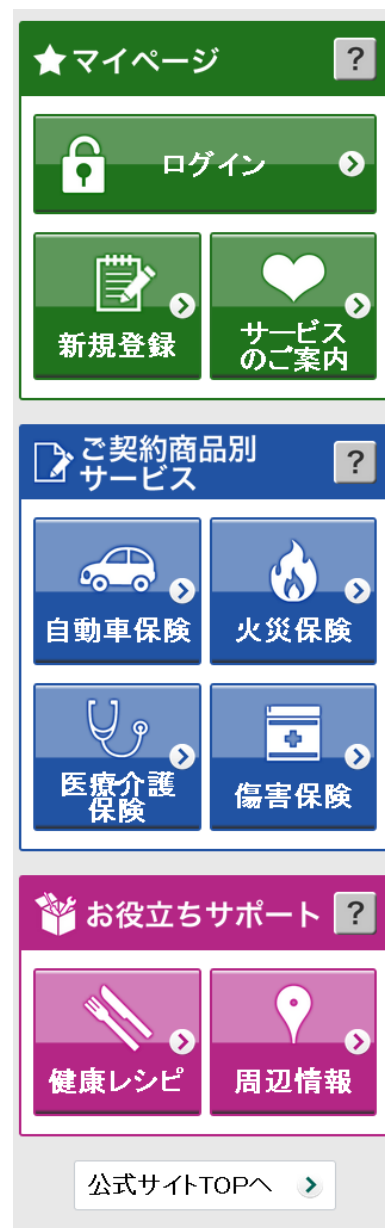 マイページ
?
ログイン
新規登録
サービス
のご案内
ご契約商品別
サービス
?
自動車保険
火災保険
医療介護
保険
傷害保険
お役立ちサポート
?
健康レシピ
周辺情報
公式サイトTOPへ